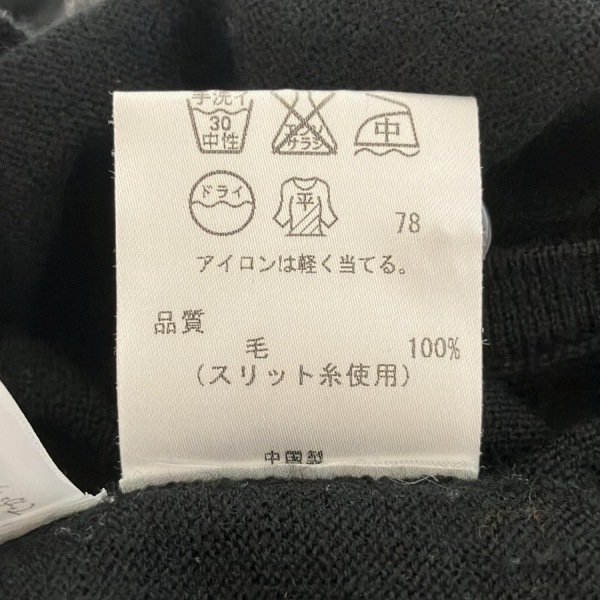 手洗イ
30
中性
エンソ
サラシ
中
ドライ
平
78
アイロンは軽く当てる。
品質
毛 100%
(スリット糸使用)
中国製